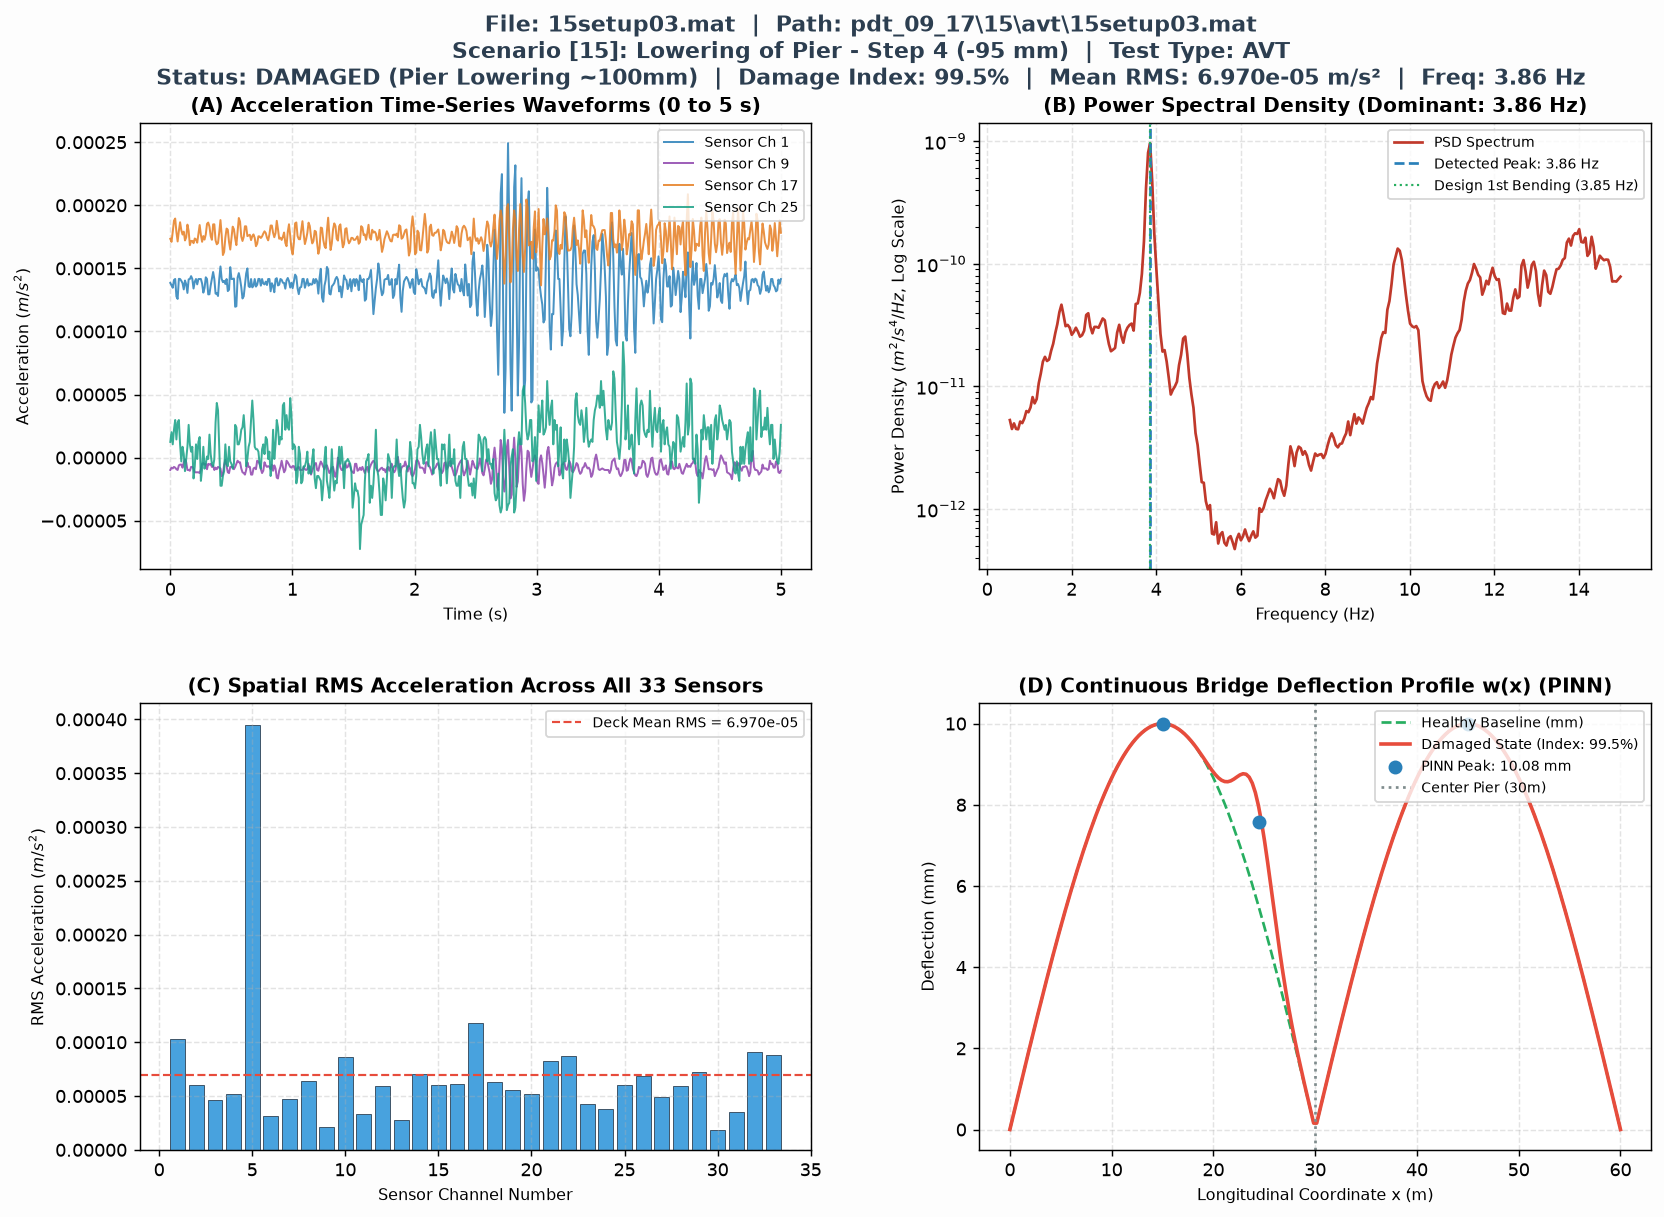 File: 15setup03.mat | Path: pdt_09_17\15\avt\15setup03.mat
Scenario [15]: Lowering of Pier - Step 4 (-95 mm) | Test Type: AVT
Status: DAMAGED (Pier Lowering ~100mm) | Damage Index: 99.5% | Mean RMS: 6.970e-05 m/s² | Freq: 3.86 Hz
(A) Acceleration Time-Series Waveforms (0 to 5 s)
Acceleration (m/s²)
0.00025
0.00020
0.00015
0.00010
0.00005
0.00000
−0.00005
Sensor Ch 1
Sensor Ch 9
Sensor Ch 17
Sensor Ch 25
0 1 2 3 4 5
Time (s)
(B) Power Spectral Density (Dominant: 3.86 Hz)
Power Density (m²/s⁴/Hz, Log Scale)
10⁻⁹
10⁻¹⁰
10⁻¹¹
10⁻¹²
PSD Spectrum
Detected Peak: 3.86 Hz
Design 1st Bending (3.85 Hz)
0 2 4 6 8 10 12 14
Frequency (Hz)
(C) Spatial RMS Acceleration Across All 33 Sensors
RMS Acceleration (m/s²)
0.00040
0.00035
0.00030
0.00025
0.00020
0.00015
0.00010
0.00005
0.00000
Deck Mean RMS = 6.970e-05
0 5 10 15 20 25 30 35
Sensor Channel Number
(D) Continuous Bridge Deflection Profile w(x) (PINN)
Deflection (mm)
10
8
6
4
2
0
Healthy Baseline (mm)
Damaged State (Index: 99.5%)
PINN Peak: 10.08 mm
Center Pier (30m)
0 10 20 30 40 50 60
Longitudinal Coordinate x (m)